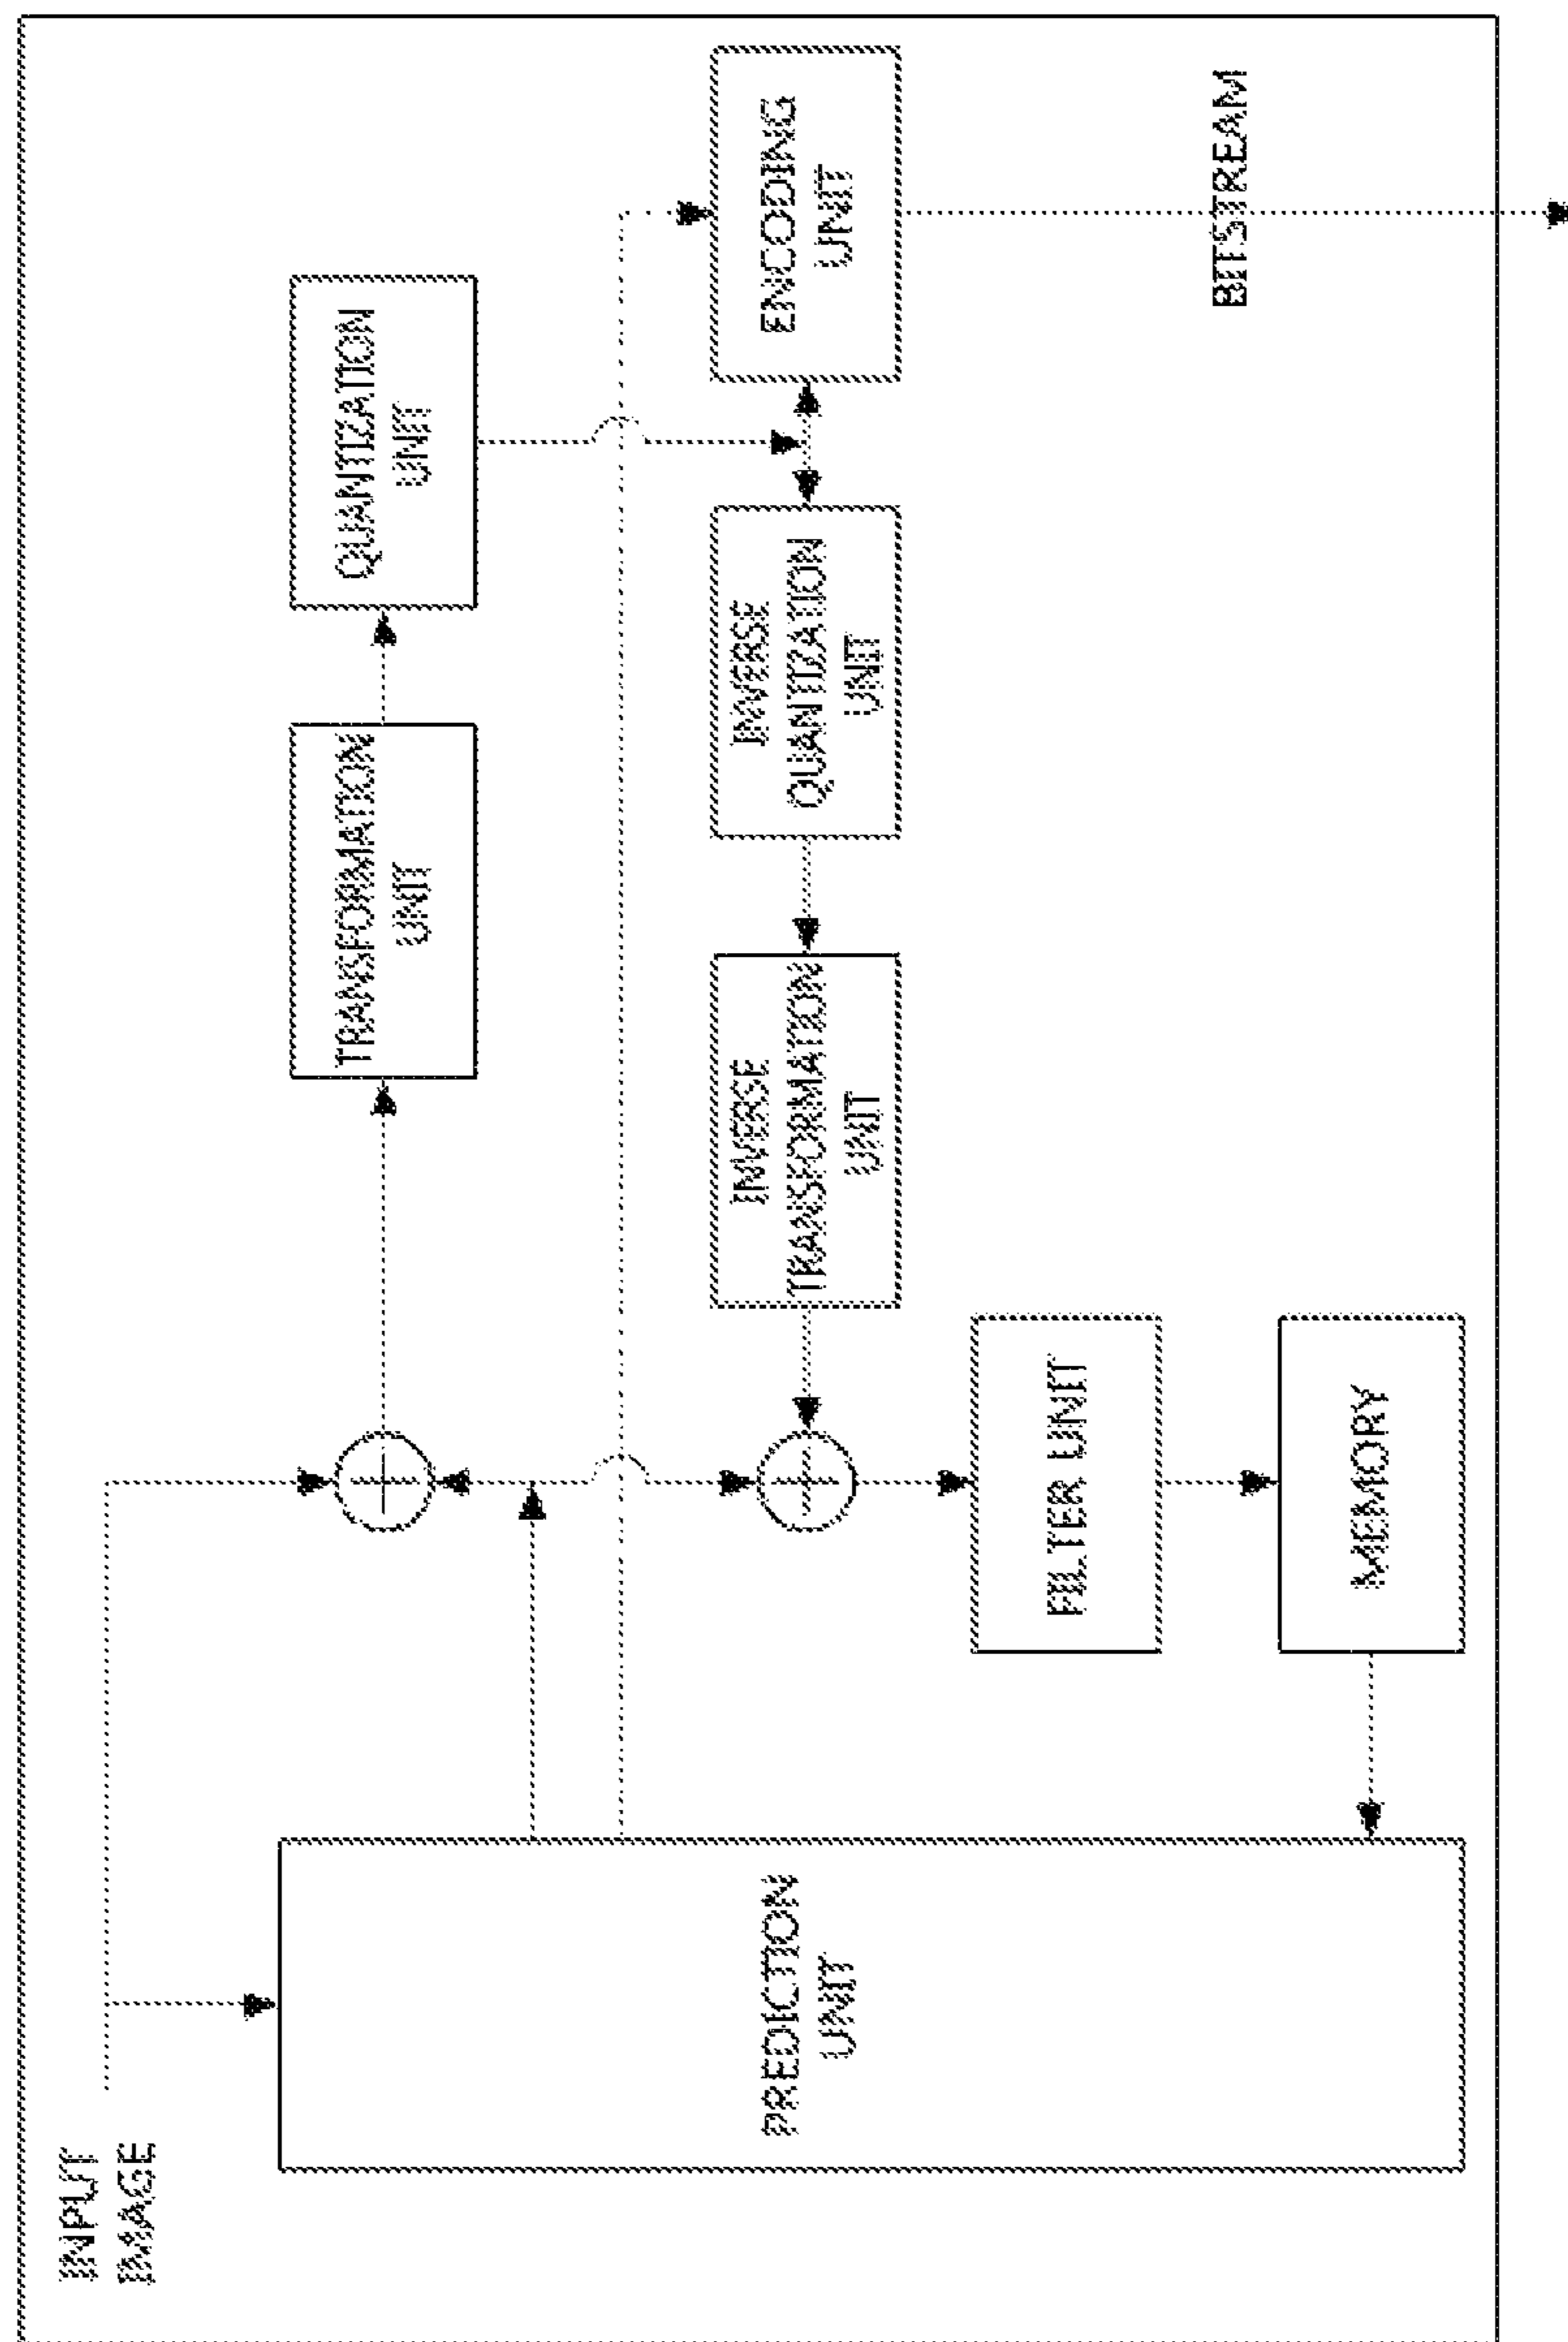 INPUT
IMAGE
TRANSFORMATION
UNIT
QUANTIZATION
UNIT
PREDICTION
UNIT
INVERSE
TRANSFORMATION
UNIT
INVERSE
QUANTIZATION
UNIT
ENCODING
UNIT
FILTER UNIT
MEMORY
BITSTREAM